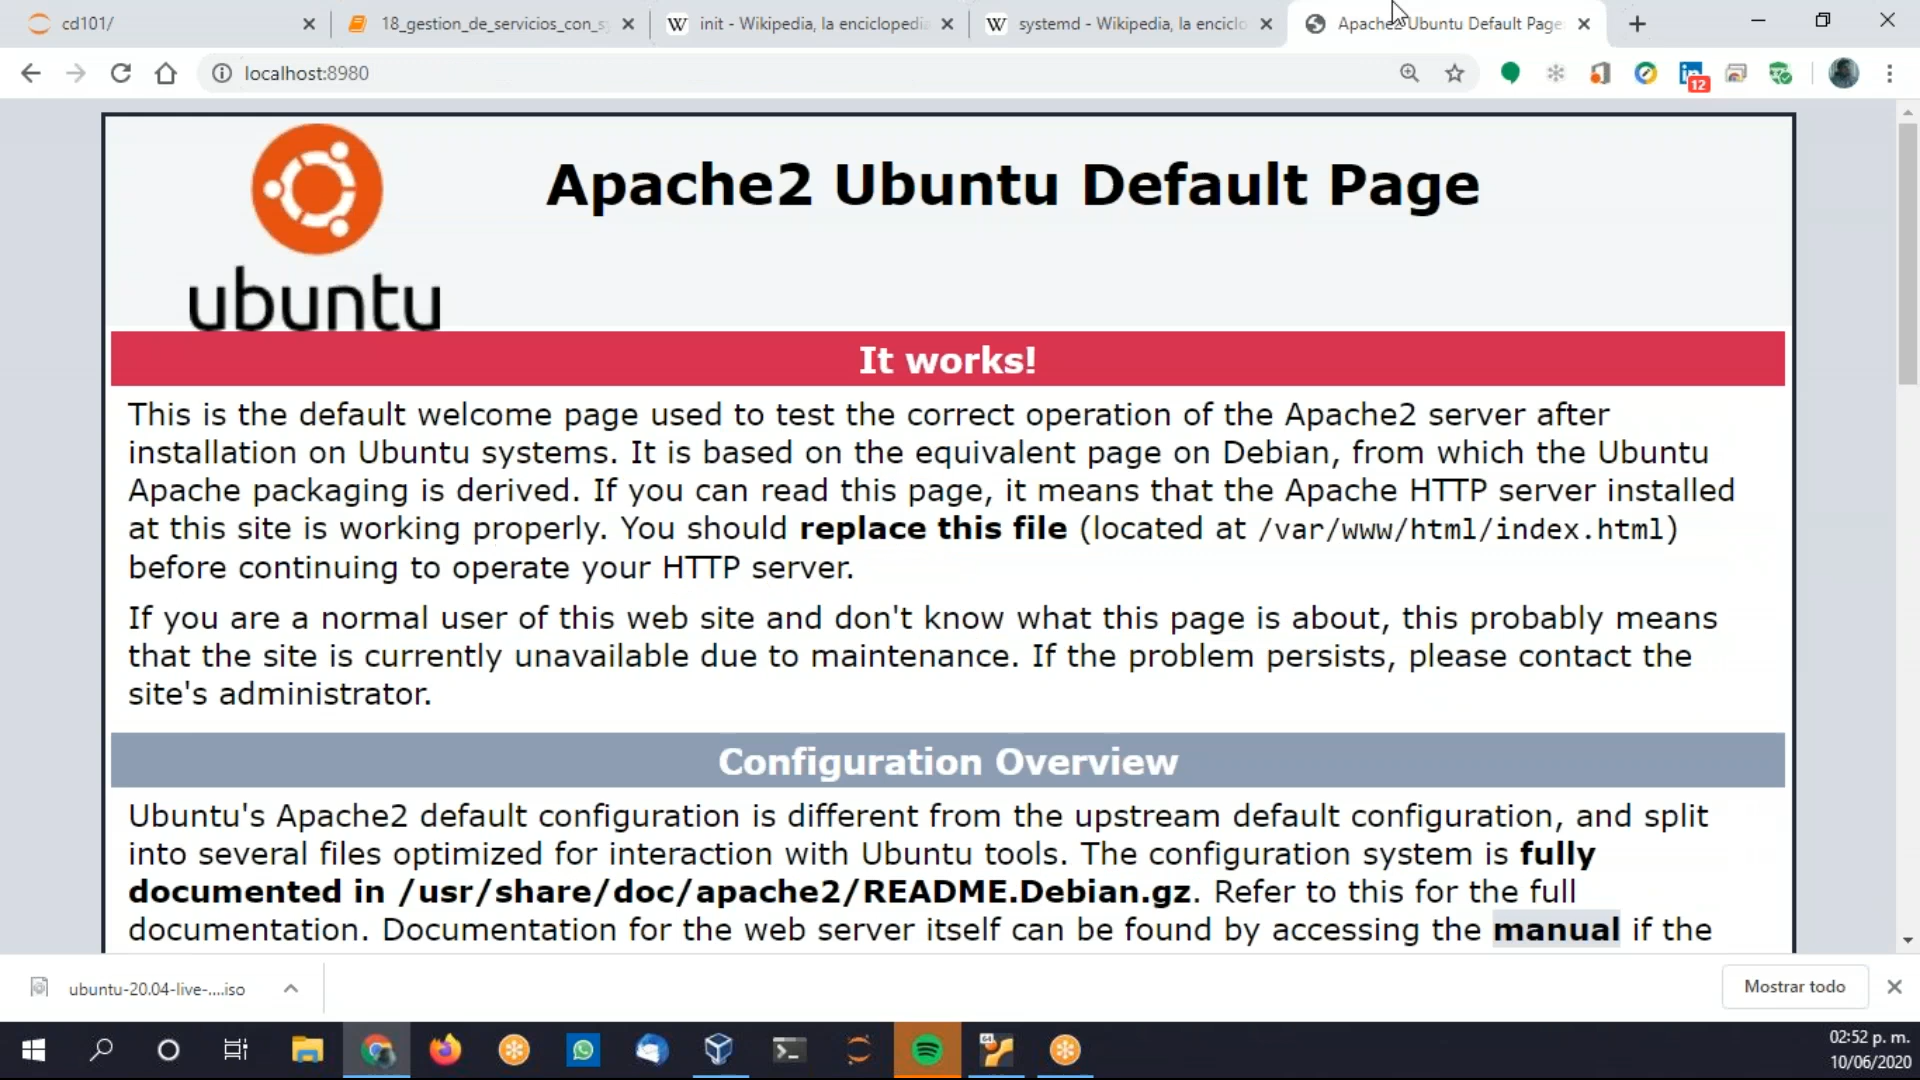 cd101/
18_gestion_de_servicios_con_s
init - Wikipedia, la enciclopedia
systemd - Wikipedia, la enciclo
Apache2 Ubuntu Default Page
localhost:8980
12
ubuntu
Apache2 Ubuntu Default Page
It works!
This is the default welcome page used to test the correct operation of the Apache2 server after
installation on Ubuntu systems. It is based on the equivalent page on Debian, from which the Ubuntu
Apache packaging is derived. If you can read this page, it means that the Apache HTTP server installed
at this site is working properly. You should replace this file (located at /var/www/html/index.html)
before continuing to operate your HTTP server.
If you are a normal user of this web site and don't know what this page is about, this probably means
that the site is currently unavailable due to maintenance. If the problem persists, please contact the
site's administrator.
Configuration Overview
Ubuntu's Apache2 default configuration is different from the upstream default configuration, and split
into several files optimized for interaction with Ubuntu tools. The configuration system is fully
documented in /usr/share/doc/apache2/README.Debian.gz. Refer to this for the full
documentation. Documentation for the web server itself can be found by accessing the manual if the
ubuntu-20.04-live-....iso
Mostrar todo
02:52 p. m.
10/06/2020